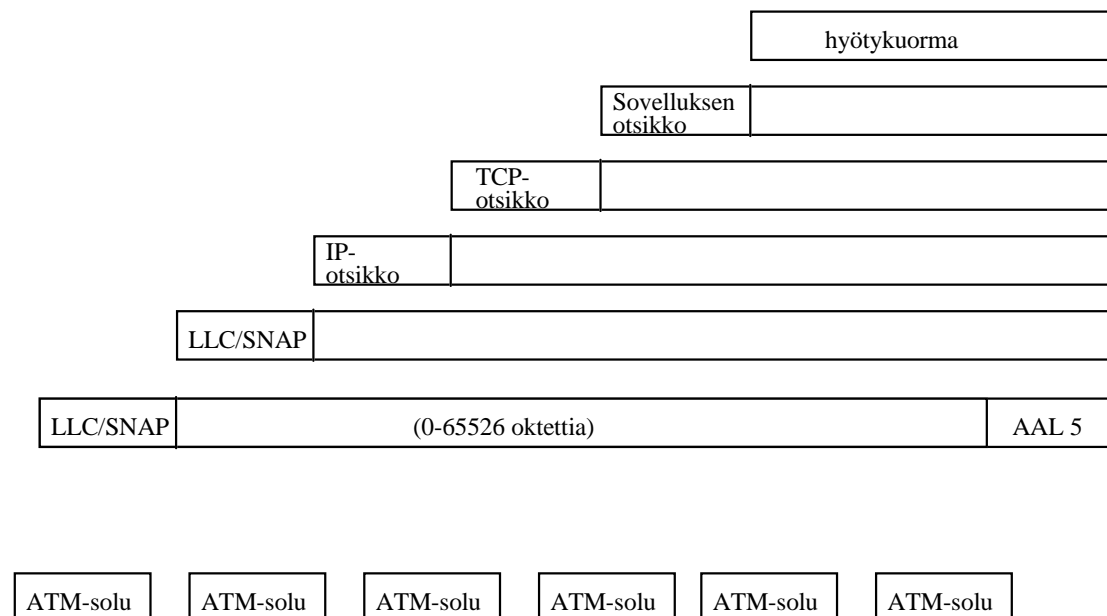 hyötykuorma
Sovelluksen
otsikko
TCP-
otsikko
IP-
otsikko
LLC/SNAP
LLC/SNAP (0-65526 oktettia) AAL 5
ATM-solu ATM-solu ATM-solu ATM-solu ATM-solu ATM-solu